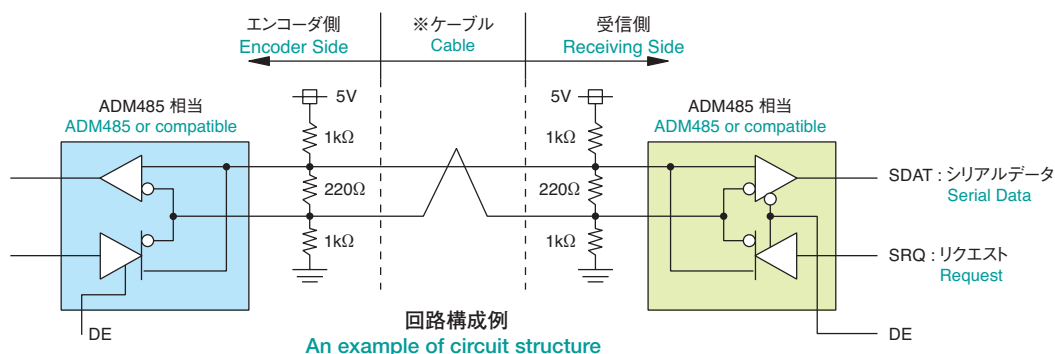 エンコーダ側
Encoder Side
※ケーブル
Cable
受信側
Receiving Side
ADM485 相当
ADM485 or compatible
5V
1kΩ
220Ω
1kΩ
DE
5V
1kΩ
220Ω
1kΩ
ADM485 相当
ADM485 or compatible
SDAT : シリアルデータ
Serial Data
SRQ : リクエスト
Request
DE
回路構成例
An example of circuit structure